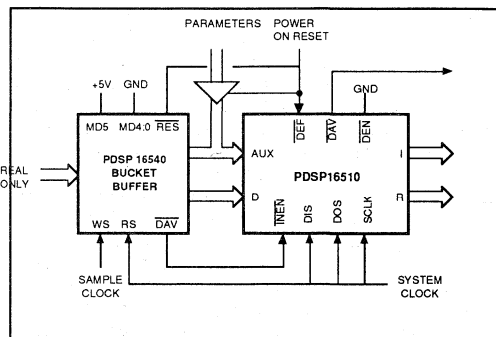 PARAMETERS
POWER
ON RESET
+5V
GND
GND
MD5
MD4:0
RES
DEF
DAV
DEN
PDSP 16540
BUCKET
BUFFER
REAL
ONLY
AUX
I
PDSP16510
D
R
INEN
DIS
DOS
SCLK
WS
RS
DAV
SAMPLE
CLOCK
SYSTEM
CLOCK